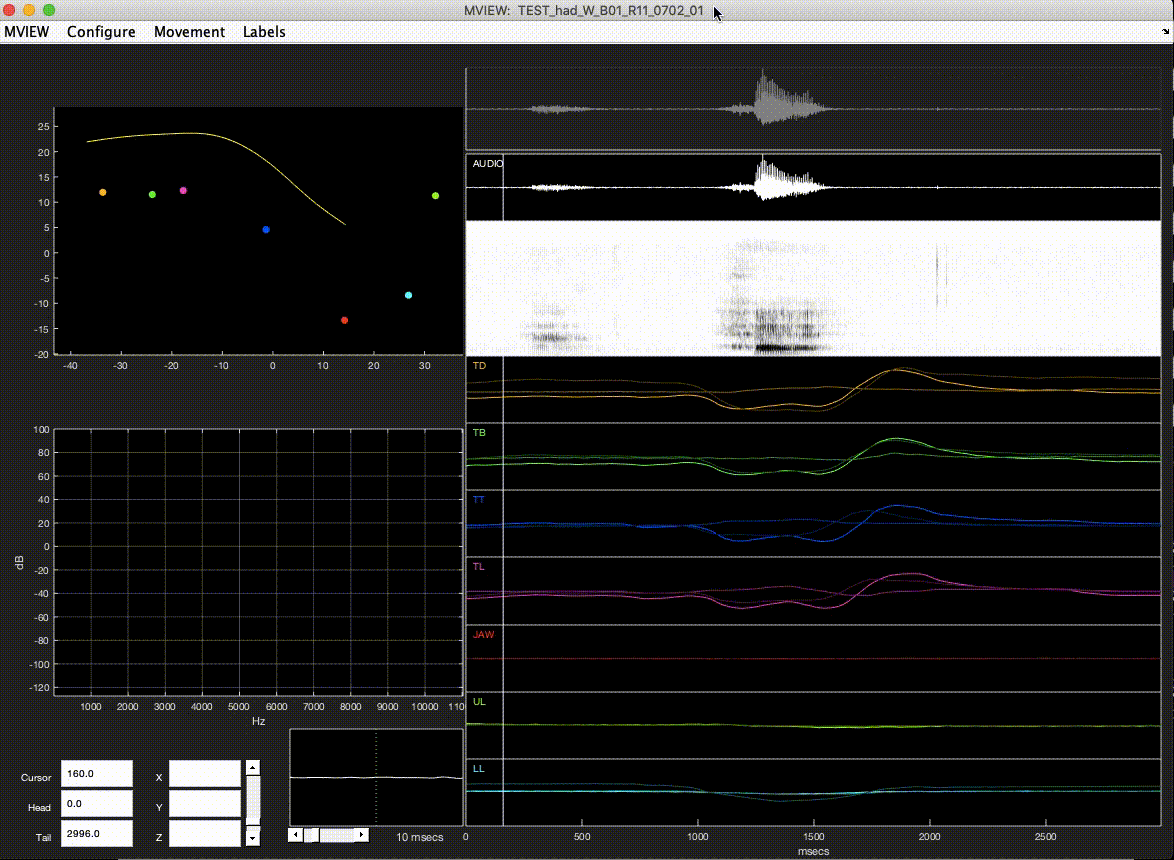 MVIEW: TEST_had_W_B01_R11_0702_01
MVIEW Configure Movement Labels
25
20
15
10
5
0
-5
-10
-15
-20
-40 -30 -20 -10 0 10 20 30
100
80
60
40
20
0
-20
-40
-60
-80
-100
-120
dB
1000 2000 3000 4000 5000 6000 7000 8000 9000 10000 110
Hz
Cursor 160.0 X
Head 0.0 Y
Tail 2996.0 Z
10 msecs
AUDIO
TD
TB
TT
TL
JAW
UL
LL
0 500 1000 1500 2000 2500
msecs